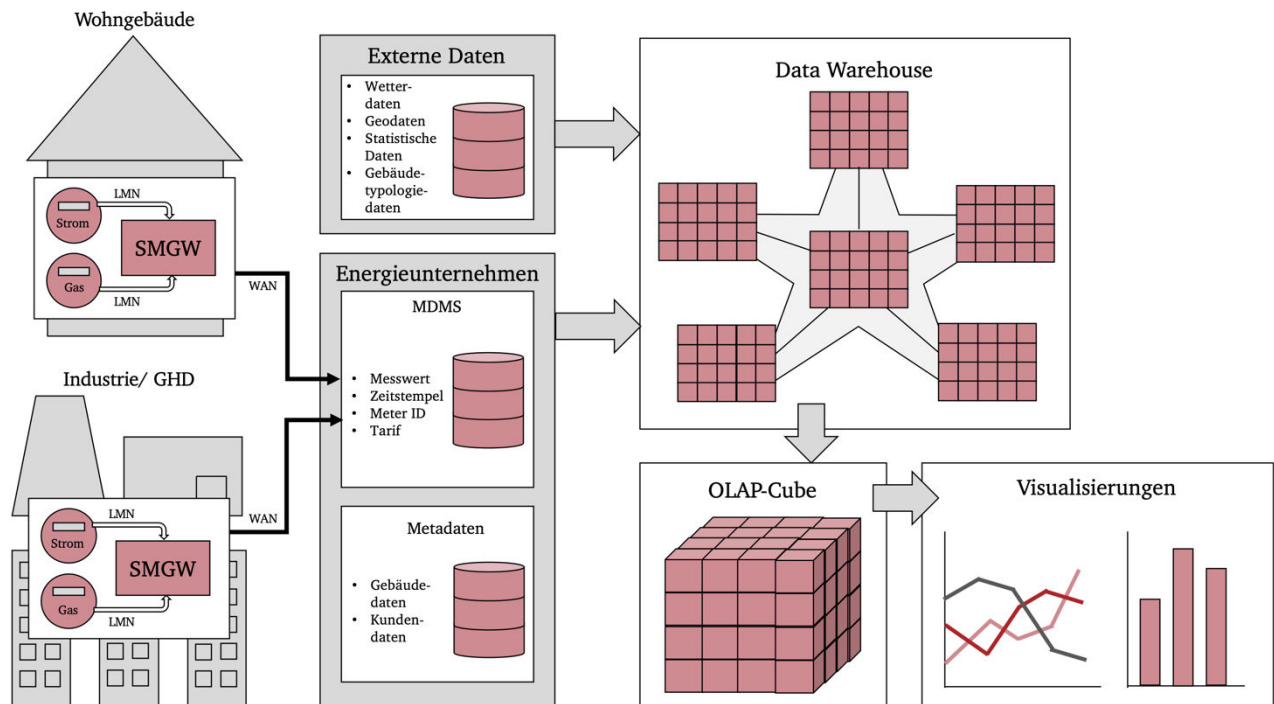 Wohngebäude
LMN
Strom
SMGW
Gas
LMN
WAN
Industrie/ GHD
LMN
Strom
SMGW
Gas
LMN
WAN
Externe Daten
• Wetter-
daten
• Geodaten
• Statistische
Daten
• Gebäude-
typologie-
daten
Energieunternehmen
MDMS
• Messwert
• Zeitstempel
• Meter ID
• Tarif
Metadaten
• Gebäude-
daten
• Kunden-
daten
Data Warehouse
OLAP-Cube
Visualisierungen